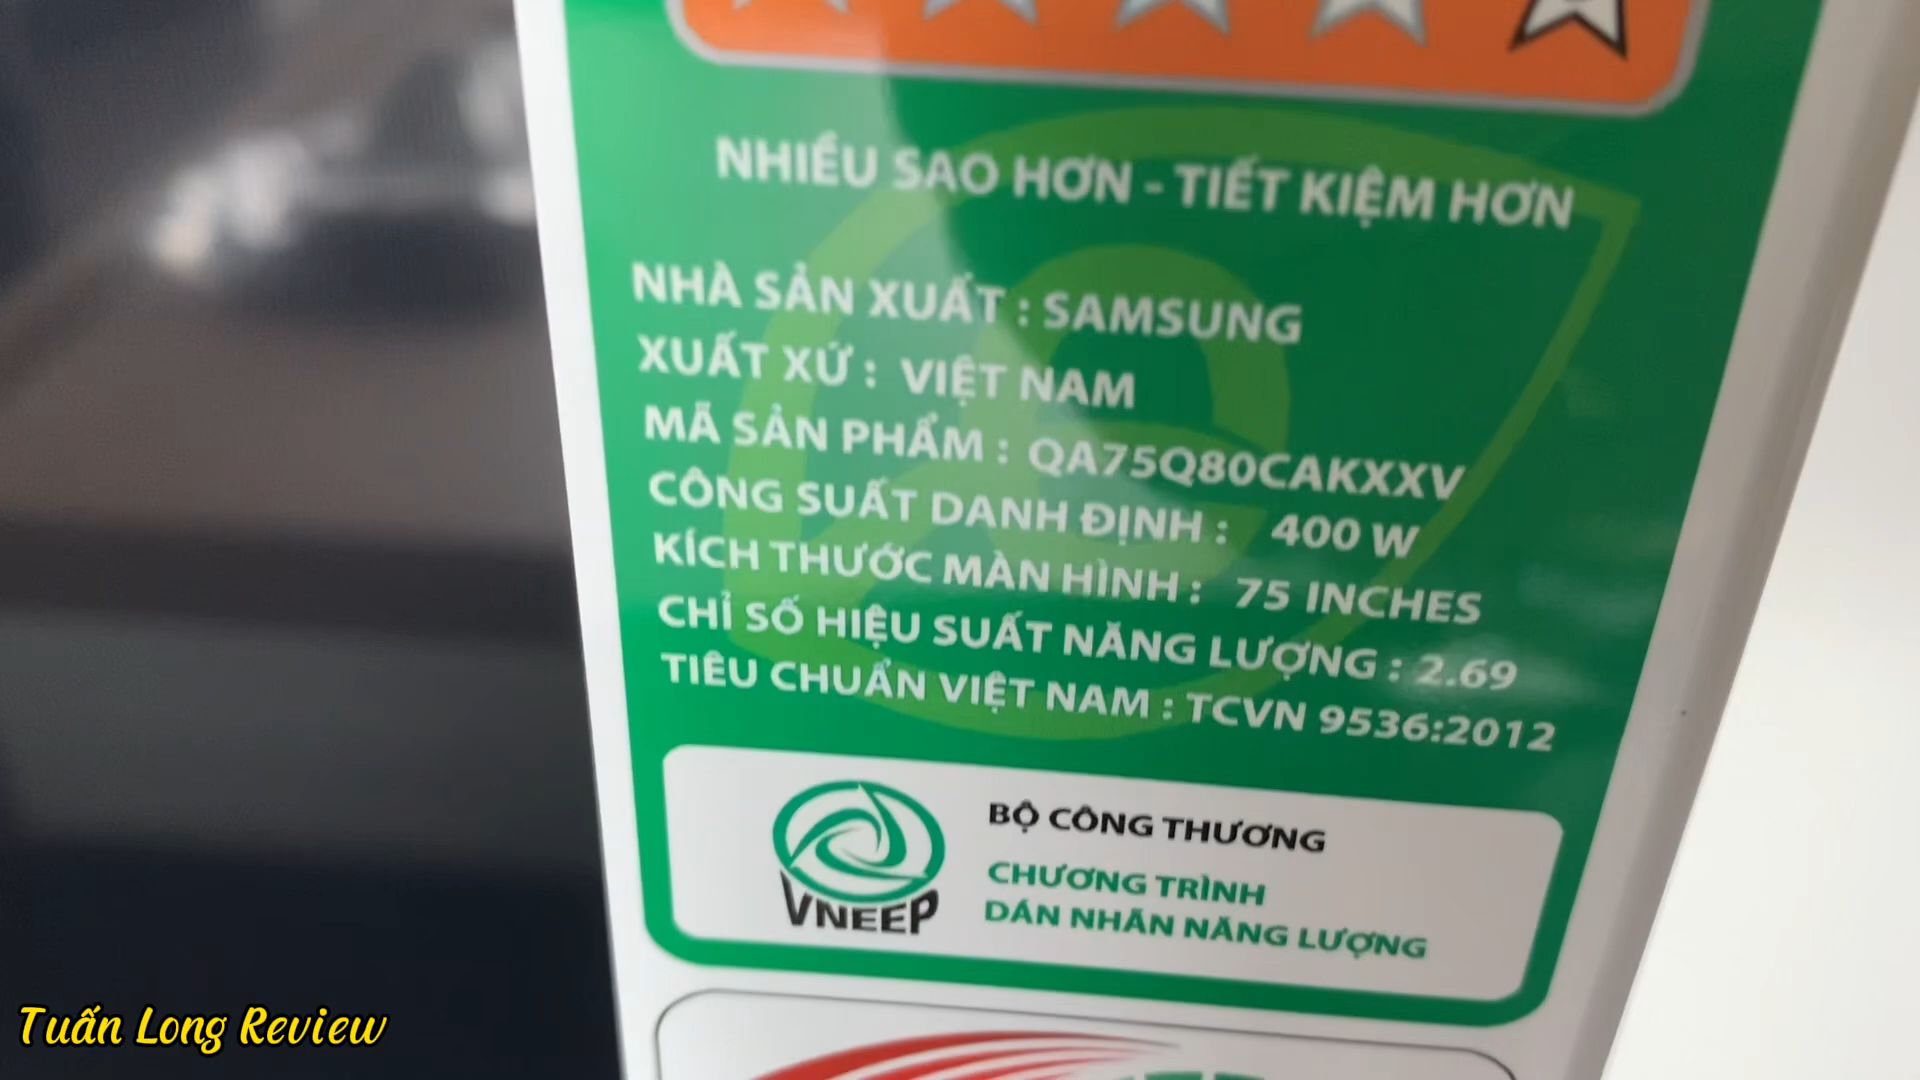 NHIỀU SAO HƠN - TIẾT KIỆM HƠN
NHÀ SẢN XUẤT : SAMSUNG
XUẤT XỨ : VIỆT NAM
MÃ SẢN PHẨM : QA75Q80CAKXXV
CÔNG SUẤT DANH ĐỊNH : 400 W
KÍCH THƯỚC MÀN HÌNH : 75 INCHES
CHỈ SỐ HIỆU SUẤT NĂNG LƯỢNG : 2.69
TIÊU CHUẨN VIỆT NAM : TCVN 9536:2012
BỘ CÔNG THƯƠNG
CHƯƠNG TRÌNH
DÁN NHÃN NĂNG LƯỢNG
VNEEP
Tuấn Long Review